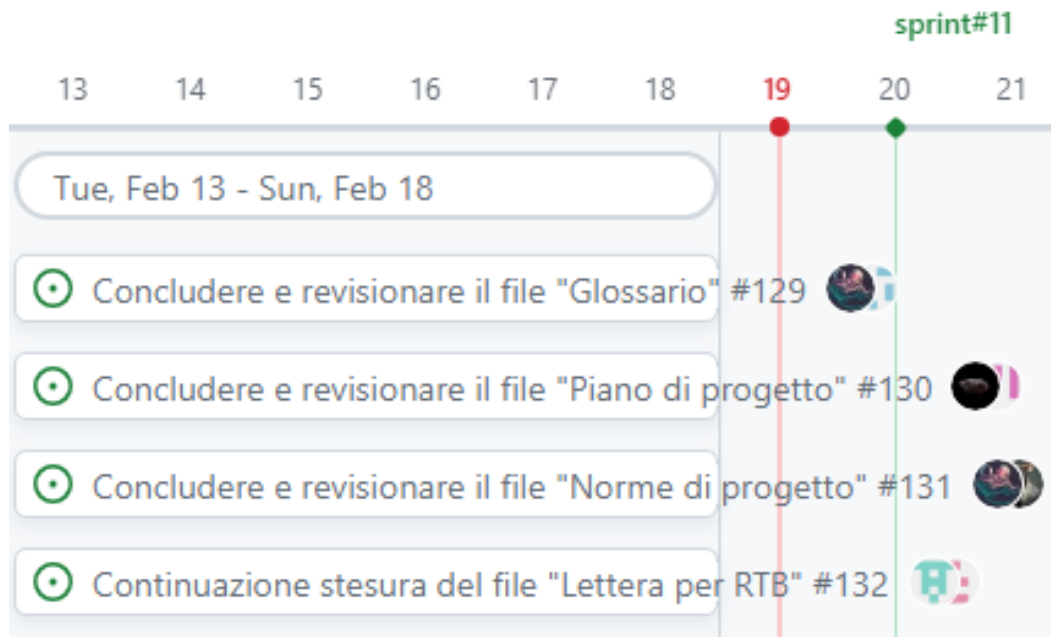 sprint#11
13 14 15 16 17 18 19 20 21
Tue, Feb 13 - Sun, Feb 18
Concludere e revisionare il file "Glossario" #129
Concludere e revisionare il file "Piano di progetto" #130
Concludere e revisionare il file "Norme di progetto" #131
Continuazione stesura del file "Lettera per RTB" #132